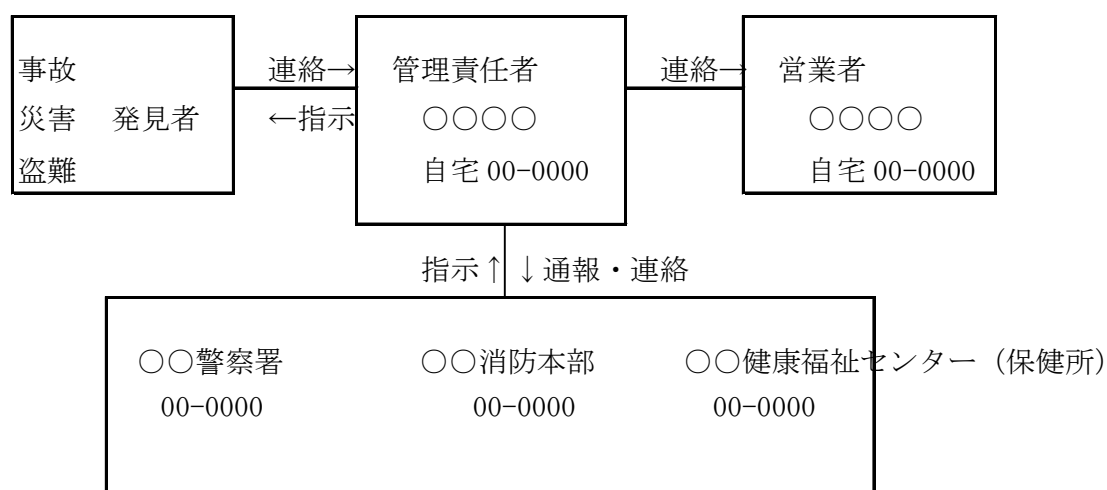 事故 連絡→ 管理責任者 連絡→ 営業者
災害 発見者 ←指示 ○○○○ ○○○○
盗難 自宅 00-0000 自宅 00-0000
指示↑ ↓通報・連絡
○○警察署 ○○消防本部 ○○健康福祉センター（保健所）
00-0000 00-0000 00-0000